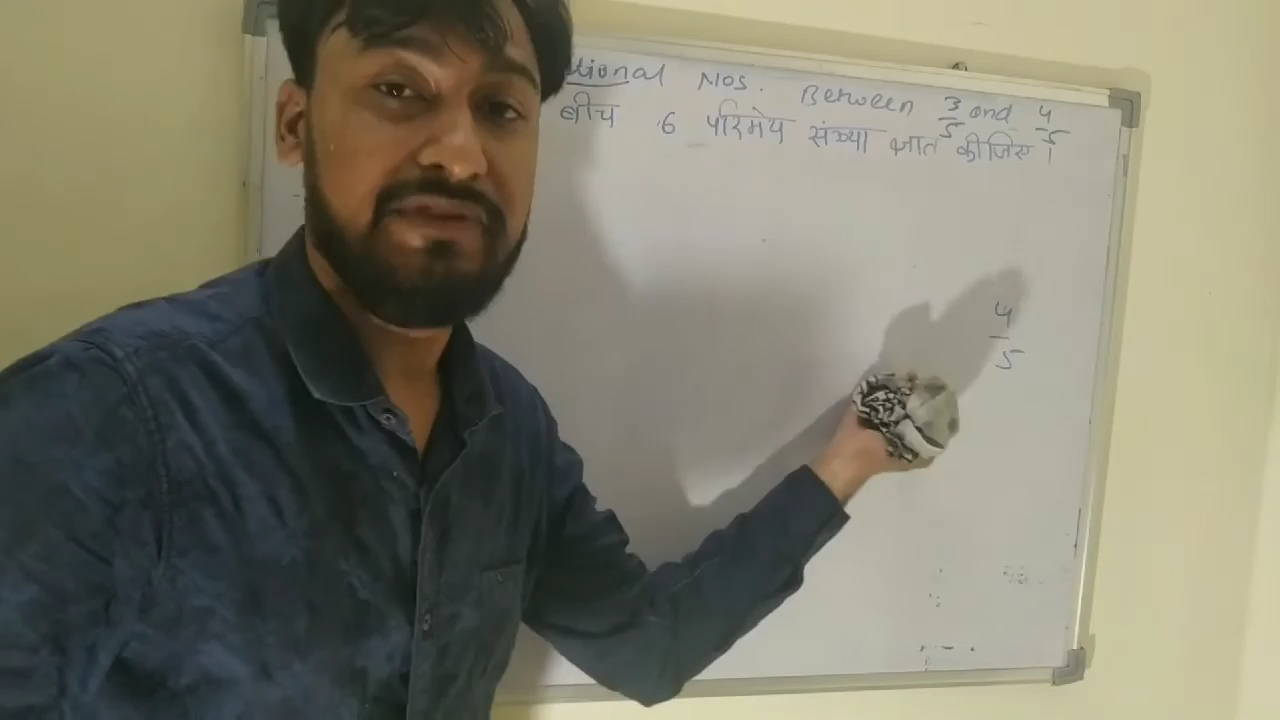 tional Nos. Between 3/5 and 4/5
बीच 6 परिमेय संख्या ज्ञात कीजिए ।
4/5